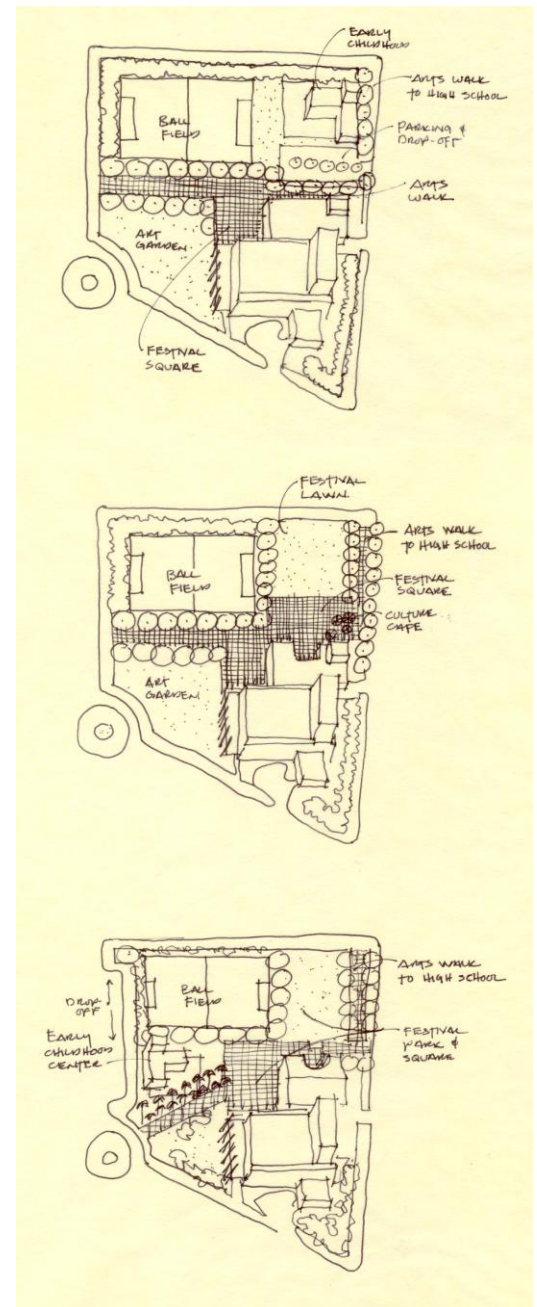 EARLY
CHILDHOOD
ARTS WALK
TO HIGH SCHOOL
BALL
FIELD
PARKING &
DROP-OFF
ARTS
WALK
ART
GARDEN
FESTIVAL
SQUARE
FESTIVAL
LAWN
ARTS WALK
TO HIGH SCHOOL
BALL
FIELD
FESTIVAL
SQUARE
CULTURE
CAFE
ART
GARDEN
ARTS WALK
TO HIGH SCHOOL
BALL
FIELD
DROP
OFF
EARLY
CHILDHOOD
CENTER
FESTIVAL
PARK &
SQUARE